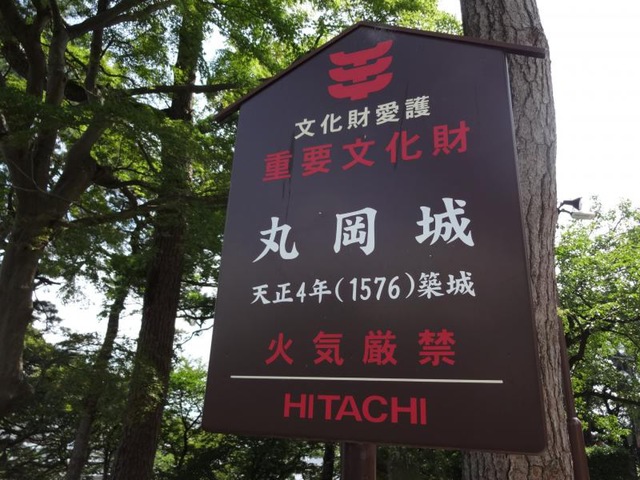 文化財愛護
重要文化財
丸岡城
天正4年(1576)築城
火気厳禁
HITACHI